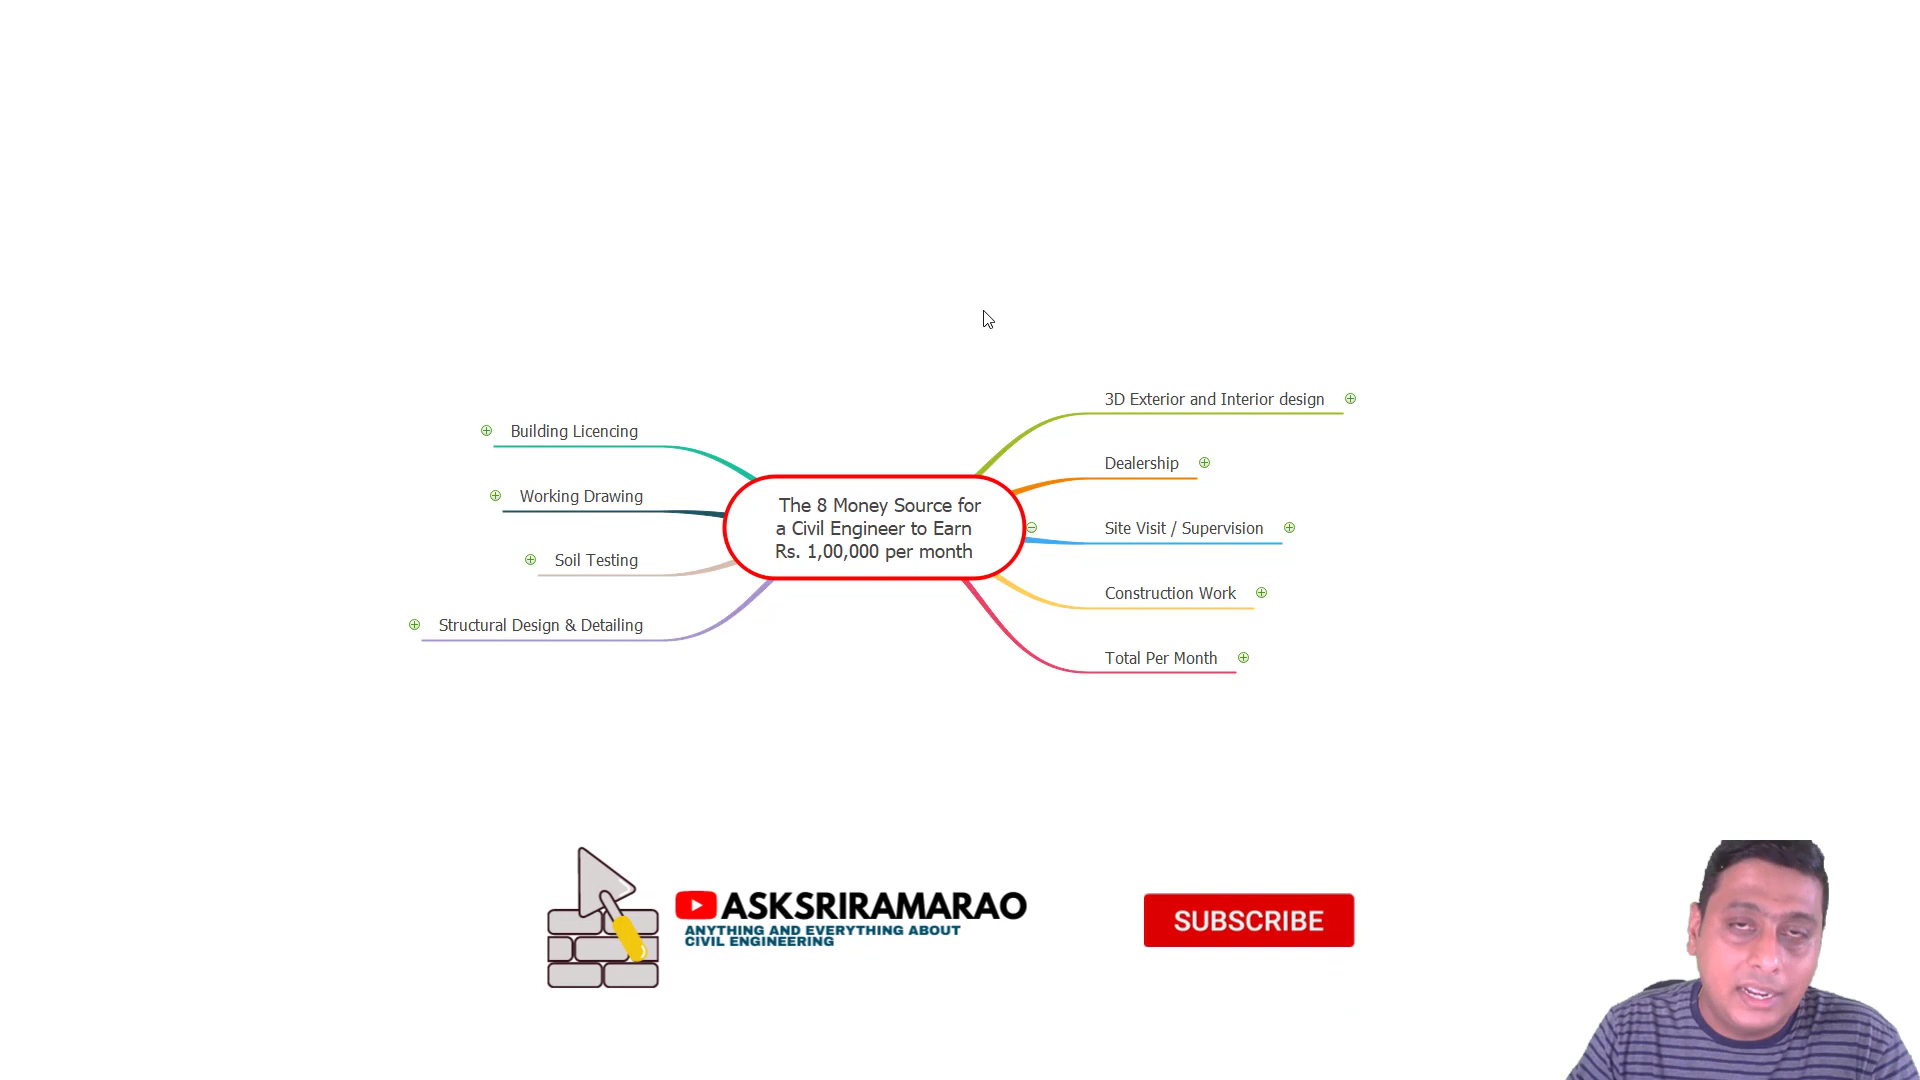 3D Exterior and Interior design
Building Licencing
Dealership
Working Drawing
The 8 Money Source for
a Civil Engineer to Earn
Rs. 1,00,000 per month
Site Visit / Supervision
Soil Testing
Construction Work
Structural Design & Detailing
Total Per Month
ASKSRIRAMARAO
ANYTHING AND EVERYTHING ABOUT
CIVIL ENGINEERING
SUBSCRIBE